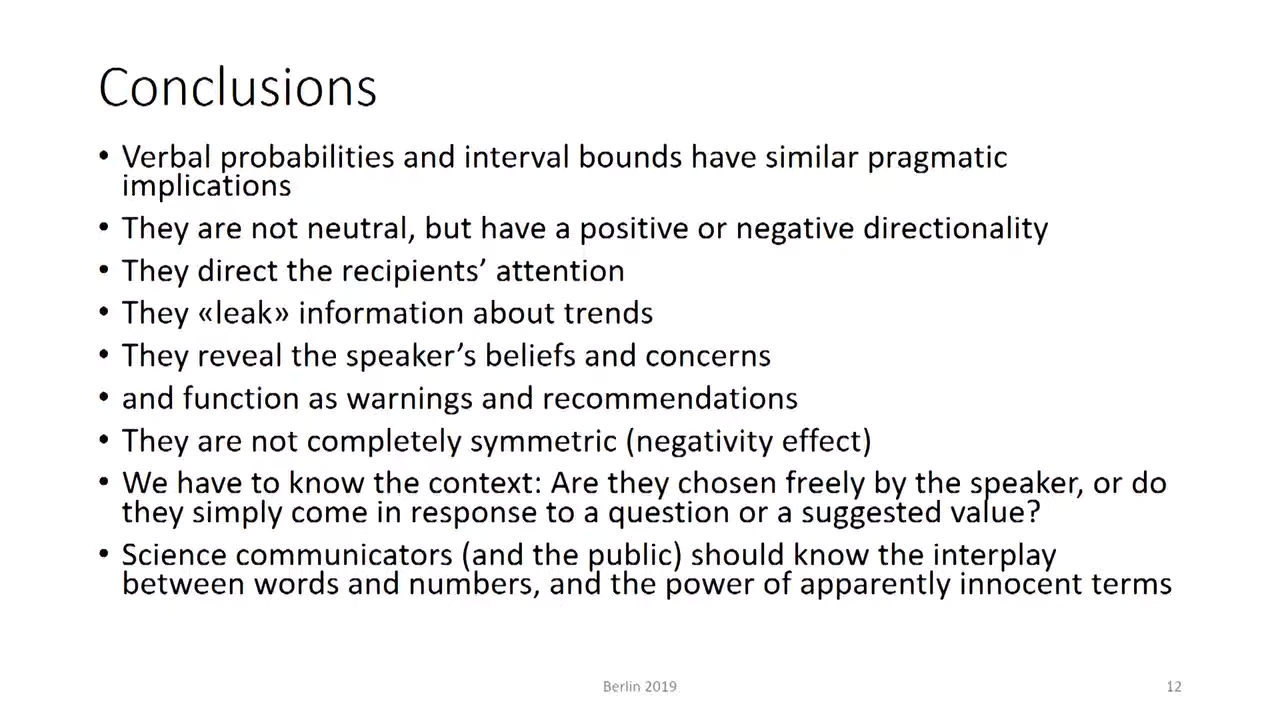 Conclusions
• Verbal probabilities and interval bounds have similar pragmatic
implications
• They are not neutral, but have a positive or negative directionality
• They direct the recipients’ attention
• They «leak» information about trends
• They reveal the speaker’s beliefs and concerns
• and function as warnings and recommendations
• They are not completely symmetric (negativity effect)
• We have to know the context: Are they chosen freely by the speaker, or do
they simply come in response to a question or a suggested value?
• Science communicators (and the public) should know the interplay
between words and numbers, and the power of apparently innocent terms
Berlin 2019
12